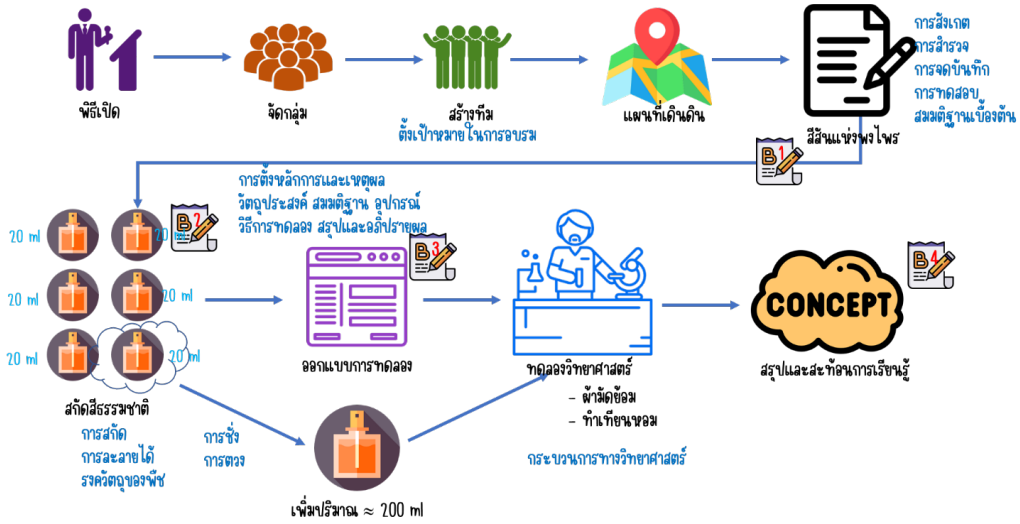 พิธีเปิด
จัดกลุ่ม
สร้างทีม
ตั้งเป้าหมายในการอบรม
แผนที่เดินดิน
สีสันแห่งพงไพร
การสังเกต
การสำรวจ
การจดบันทึก
การทดสอบ
สมมติฐานเบื้องต้น
B 1
การตั้งหลักการและเหตุผล
วัตถุประสงค์ สมมติฐาน อุปกรณ์
วิธีการทดลอง สรุปและอภิปรายผล
B 2
B 3
B 4
20 ml
20 ml
20 ml
20 ml
20 ml
20 ml
สกัดสีธรรมชาติ
การสกัด
การละลายได้
รงควัตถุของพืช
การชั่ง
การตวง
เพิ่มปริมาณ ≈ 200 ml
ออกแบบการทดลอง
ทดลองวิทยาศาสตร์
- ผ้ามัดย้อม
- ทำเทียนหอม
กระบวนการทางวิทยาศาสตร์
CONCEPT
สรุปและสะท้อนการเรียนรู้